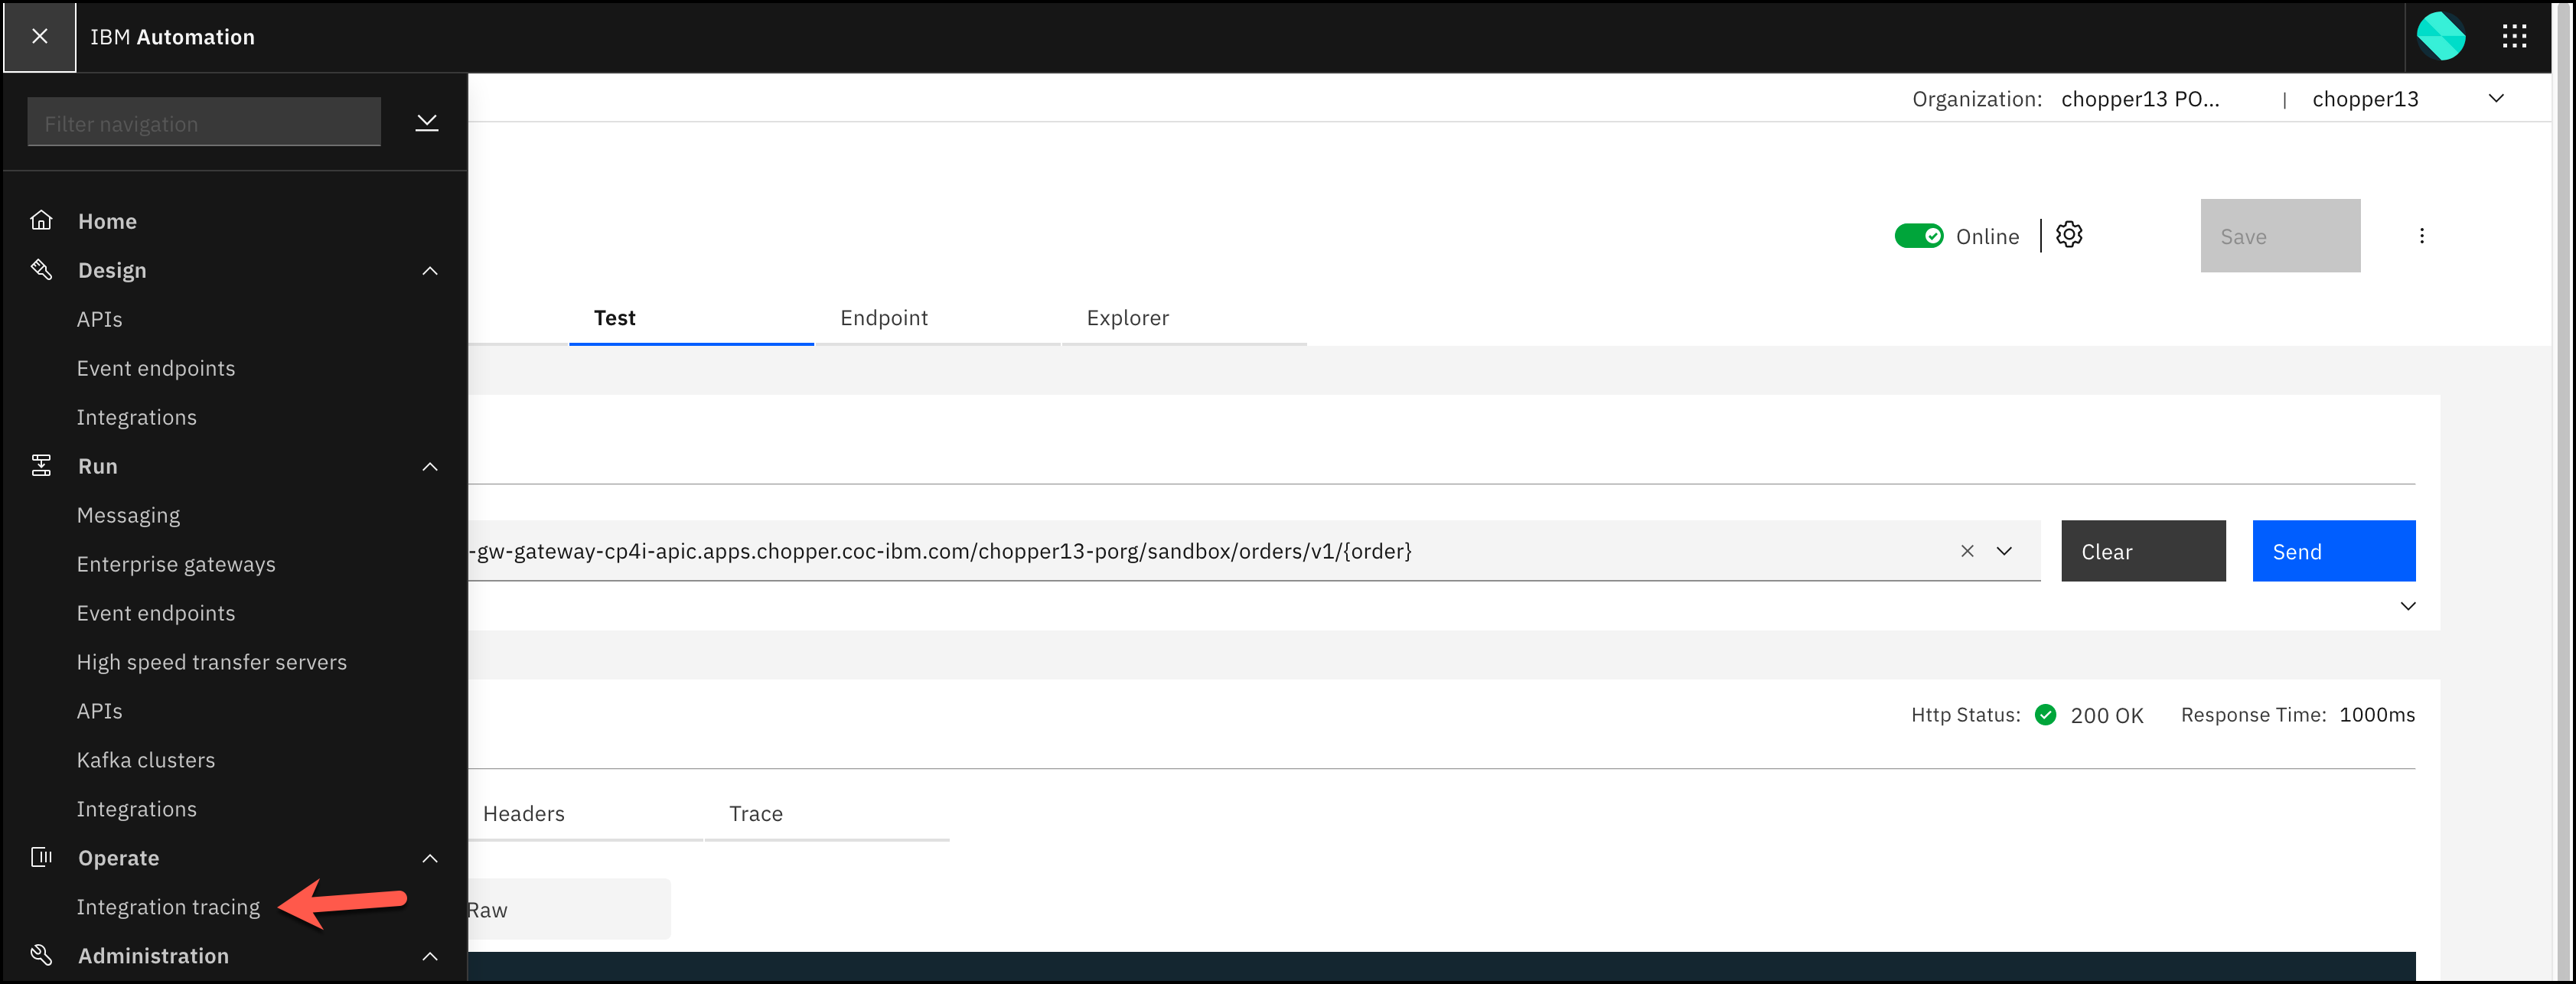 IBM Automation
Organization: chopper13 PO... | chopper13
Filter navigation
Home
Design
APIs
Event endpoints
Integrations
Run
Messaging
Enterprise gateways
Event endpoints
High speed transfer servers
APIs
Kafka clusters
Integrations
Operate
Integration tracing
Administration
Online
Save
Test
Endpoint
Explorer
-gw-gateway-cp4i-apic.apps.chopper.coc-ibm.com/chopper13-porg/sandbox/orders/v1/{order}
Clear
Send
Http Status: 200 OK Response Time: 1000ms
Headers
Trace
Raw